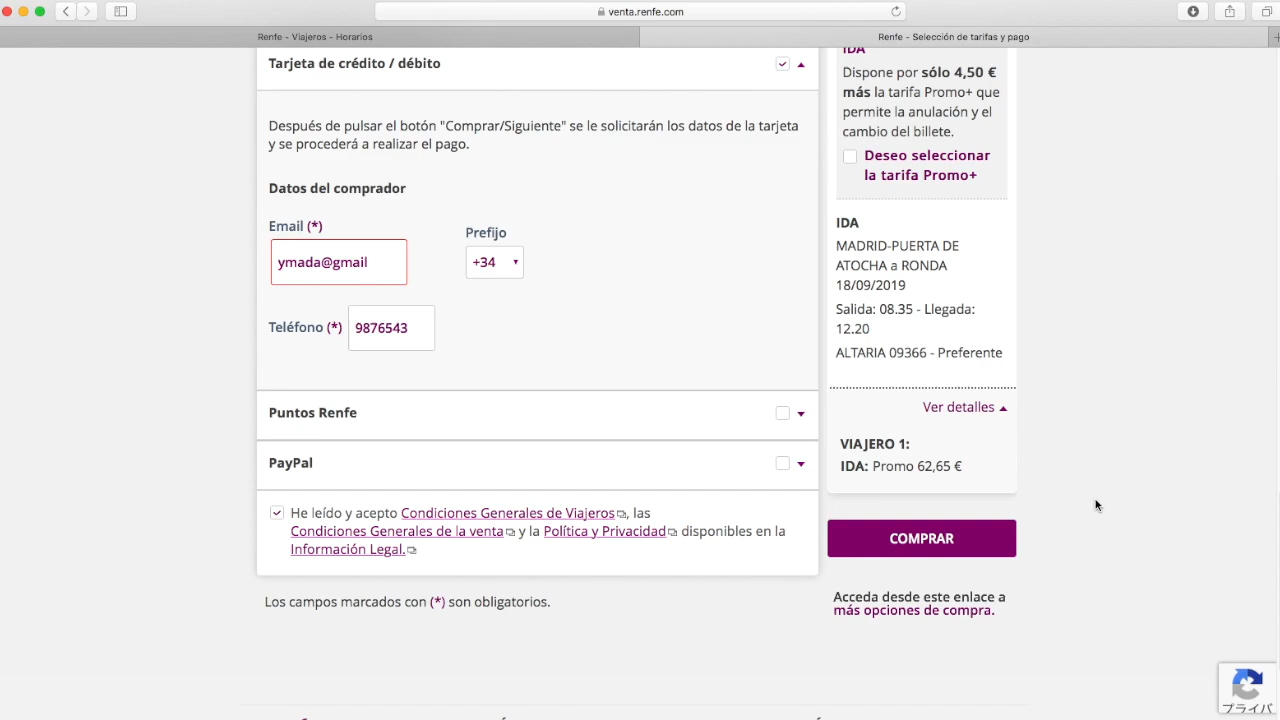 venta.renfe.com
Renfe - Viajeros - Horarios
Renfe - Selección de tarifas y pago
Tarjeta de crédito / débito
Después de pulsar el botón "Comprar/Siguiente" se le solicitarán los datos de la tarjeta
y se procederá a realizar el pago.
Datos del comprador
Email (*)
Prefijo
ymada@gmail
+34
Teléfono (*)
9876543
Puntos Renfe
PayPal
He leído y acepto Condiciones Generales de Viajeros, las
Condiciones Generales de la venta y la Política y Privacidad disponibles en la
Información Legal.
Los campos marcados con (*) son obligatorios.
IDA
Dispone por sólo 4,50 €
más la tarifa Promo+ que
permite la anulación y el
cambio del billete.
Deseo seleccionar
la tarifa Promo+
IDA
MADRID-PUERTA DE
ATOCHA a RONDA
18/09/2019
Salida: 08.35 - Llegada:
12.20
ALTARIA 09366 - Preferente
Ver detalles
VIAJERO 1:
IDA: Promo 62,65 €
COMPRAR
Acceda desde este enlace a
más opciones de compra.
プライバ